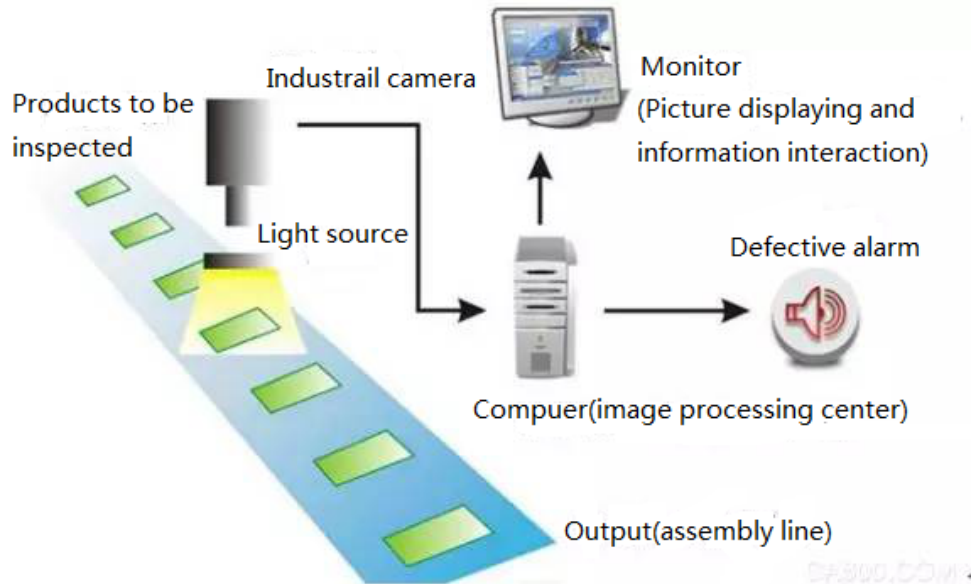 Industrail camera
Products to be
inspected
Monitor
(Picture displaying and
information interaction)
Light source
Defective alarm
Compuer(image processing center)
Output(assembly line)